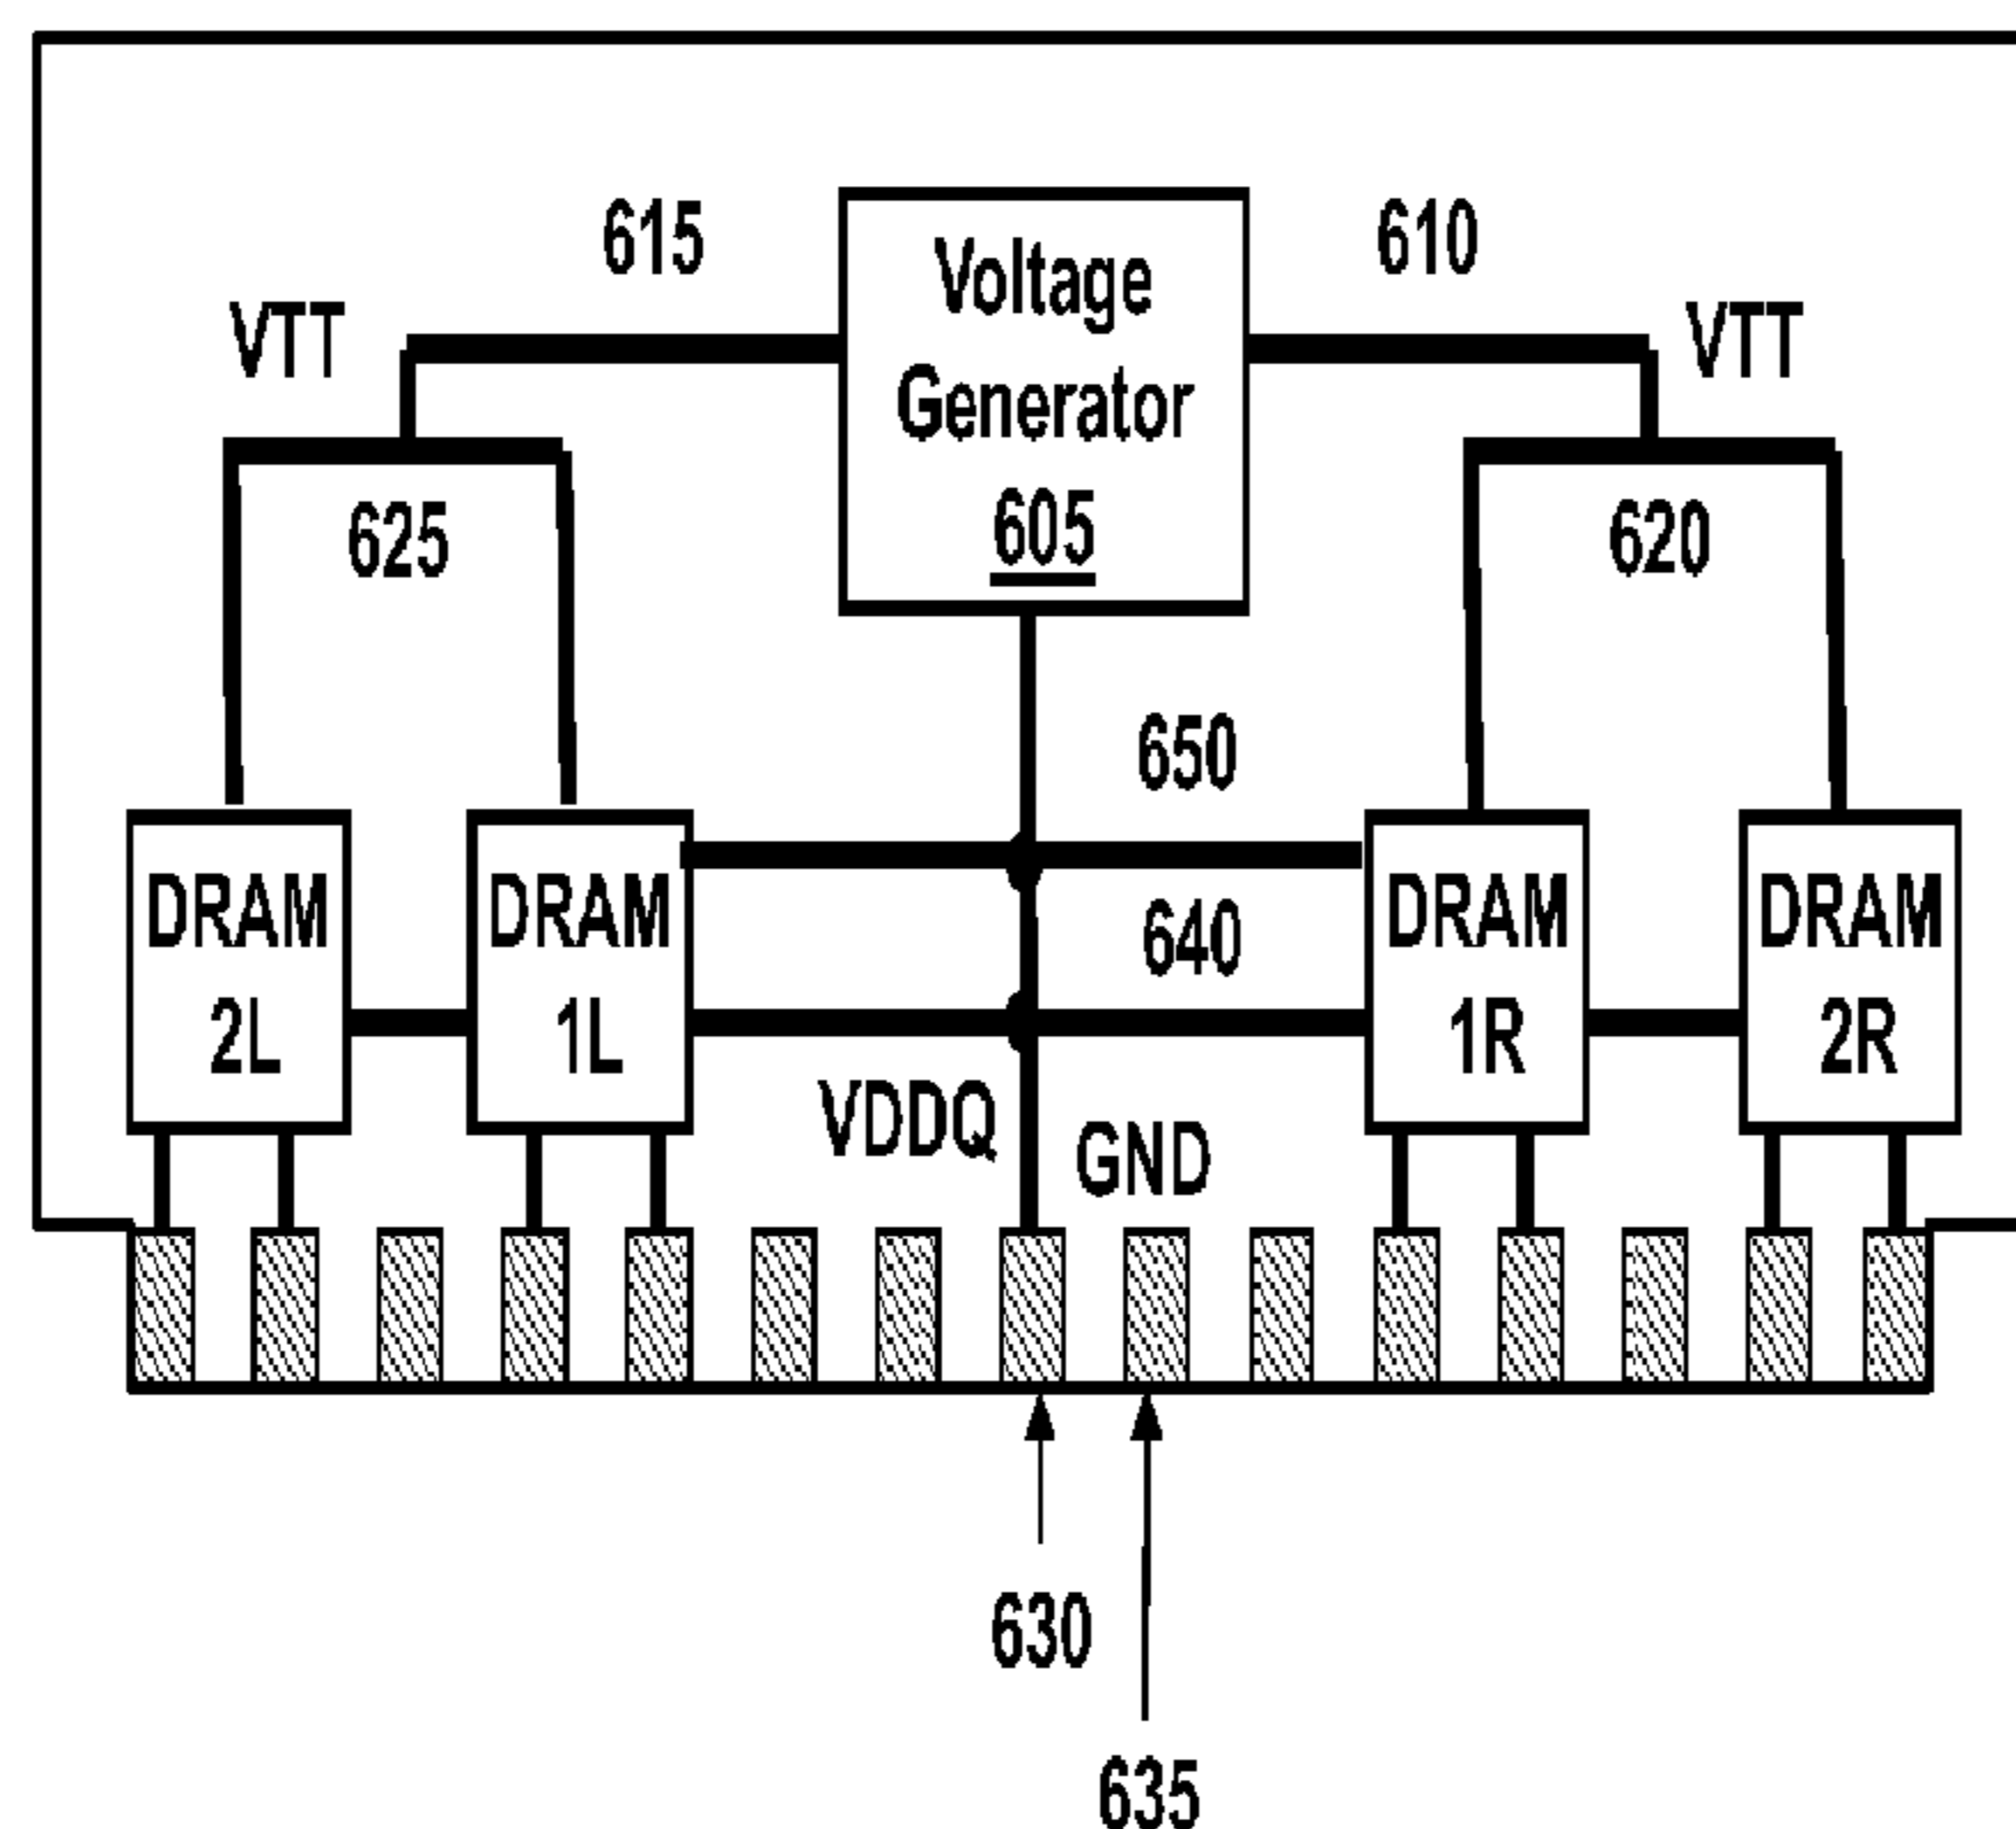 615
610
VTT
Voltage
Generator
605
VTT
625
620
650
640
DRAM
2L
DRAM
1L
DRAM
1R
DRAM
2R
VDDQ
GND
630
635